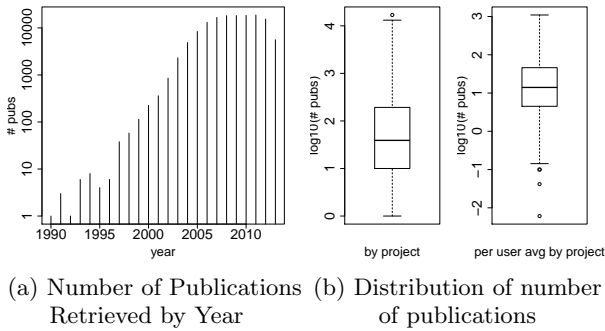 # pubs
10000
1000
100
10
1
1990 1995 2000 2005 2010
year
log10(# pubs)
4
3
2
1
0
by project
log10(# pubs)
3
2
1
0
−1
−2
per user avg by project
(a) Number of Publications
Retrieved by Year
(b) Distribution of number
of publications